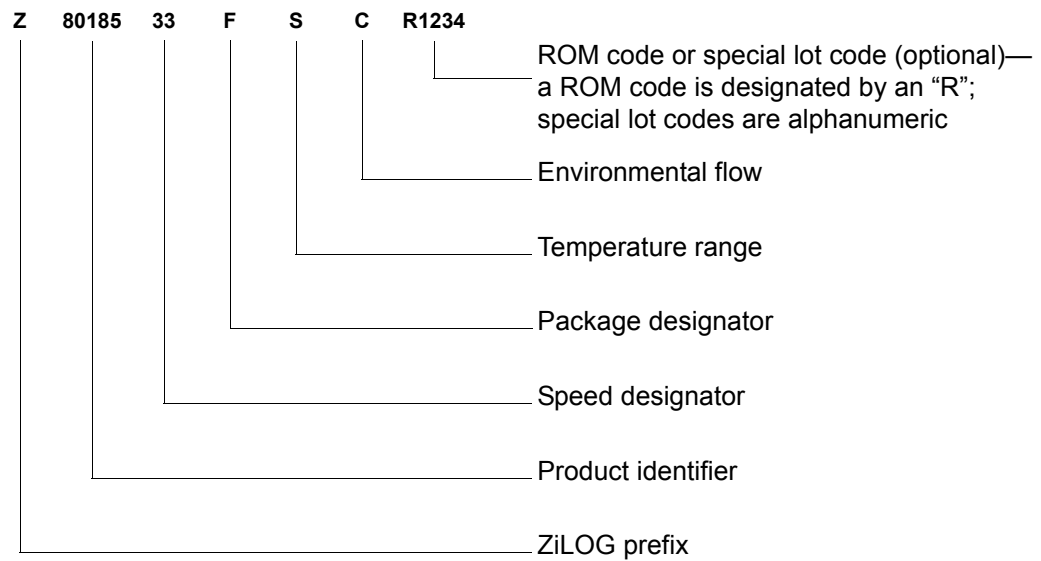 Z 80185 33 F S C R1234
ROM code or special lot code (optional)—
a ROM code is designated by an “R”;
special lot codes are alphanumeric
Environmental flow
Temperature range
Package designator
Speed designator
Product identifier
ZiLOG prefix